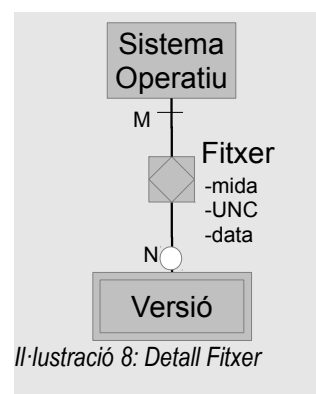 Sistema
Operatiu
M
Fitxer
-mida
-UNC
-data
N
Versió
Il·lustració 8: Detall Fitxer